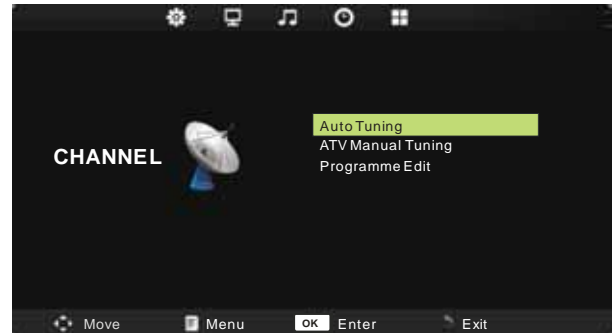 Auto Tuning
CHANNEL
ATV Manual Tuning
Programme Edit
Move Menu OK Enter Exit